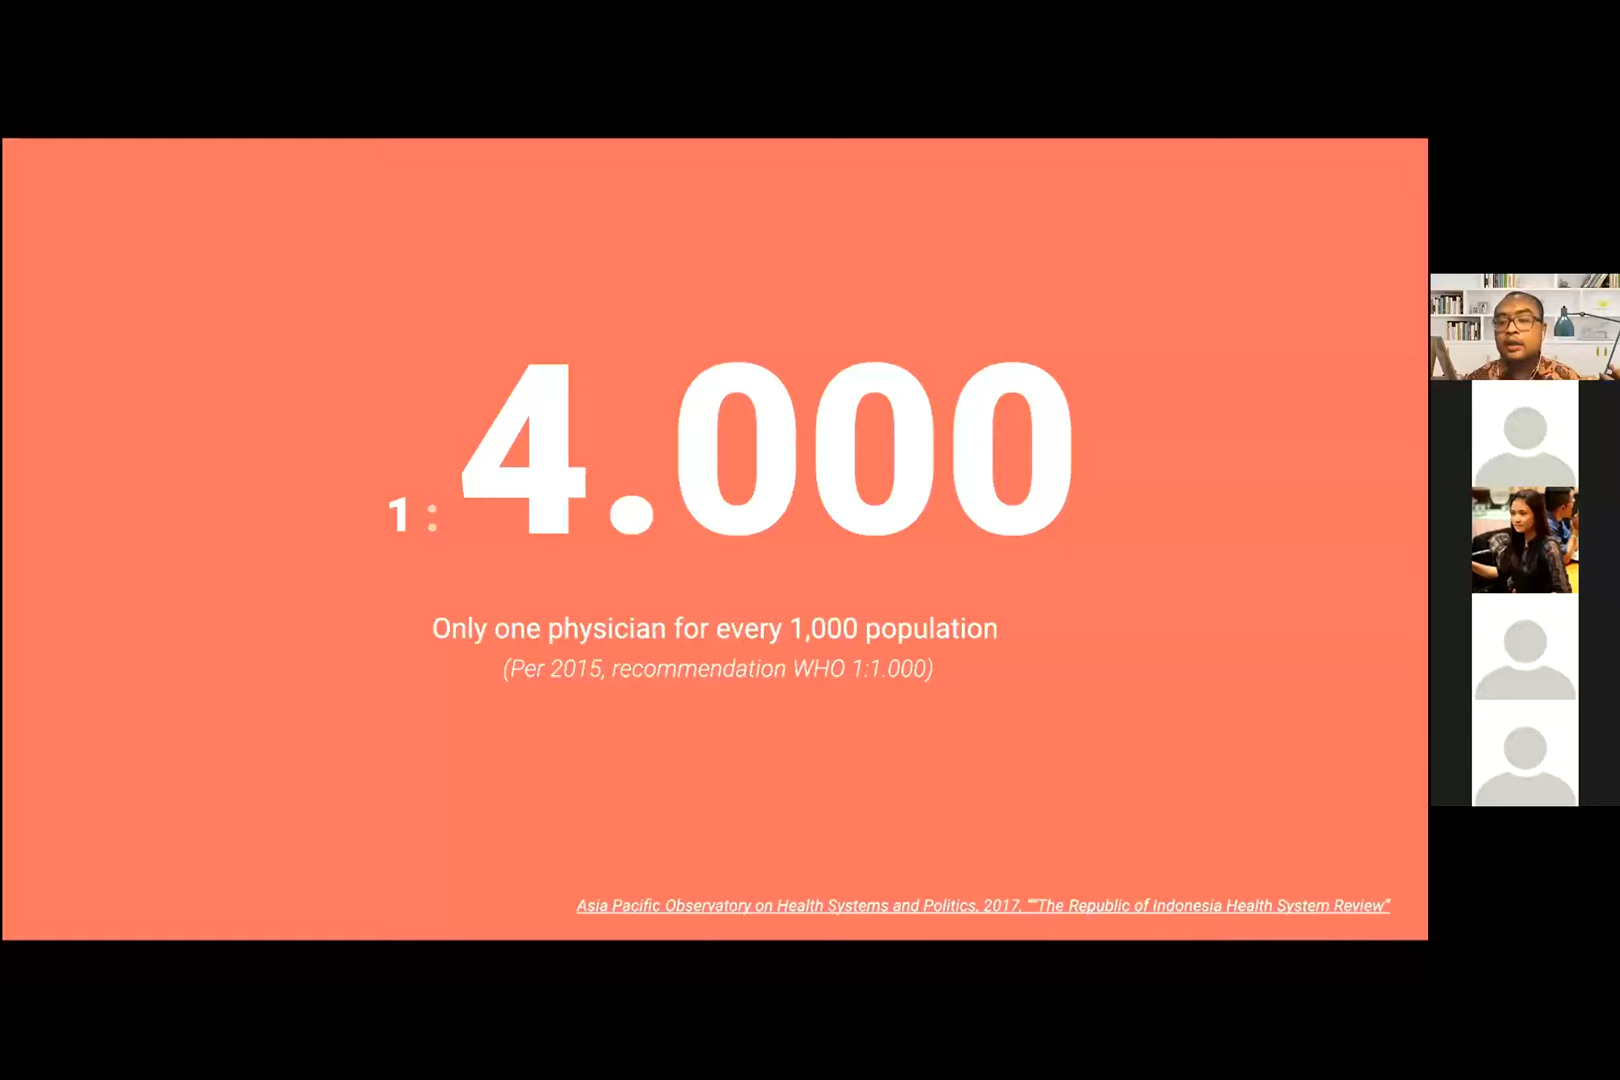 1 : 4.000
Only one physician for every 1,000 population
(Per 2015, recommendation WHO 1:1.000)
Asia Pacific Observatory on Health Systems and Politics, 2017, ““The Republic of Indonesia Health System Review”